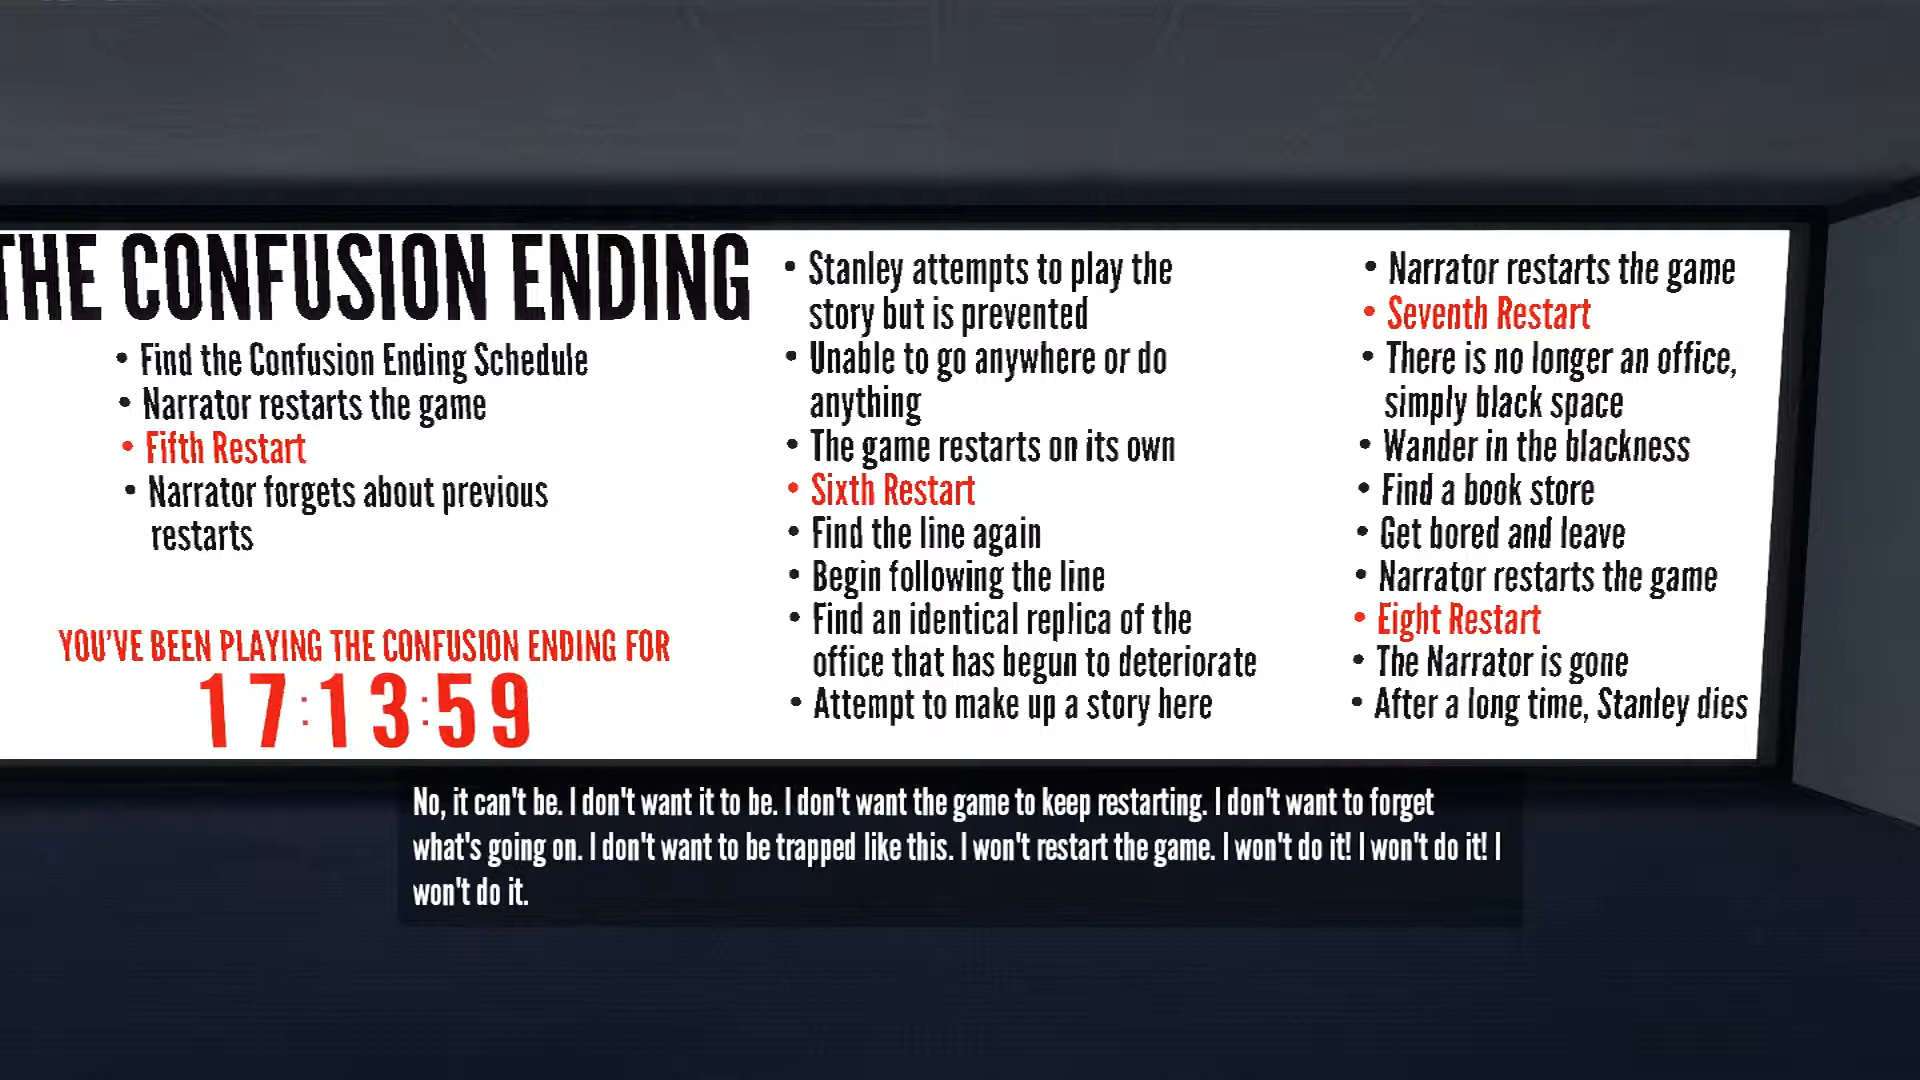 THE CONFUSION ENDING
• Find the Confusion Ending Schedule
• Narrator restarts the game
• Fifth Restart
• Narrator forgets about previous
restarts
YOU'VE BEEN PLAYING THE CONFUSION ENDING FOR
17:13:59
• Stanley attempts to play the
story but is prevented
• Unable to go anywhere or do
anything
• The game restarts on its own
• Sixth Restart
• Find the line again
• Begin following the line
• Find an identical replica of the
office that has begun to deteriorate
• Attempt to make up a story here
• Narrator restarts the game
• Seventh Restart
• There is no longer an office,
simply black space
• Wander in the blackness
• Find a book store
• Get bored and leave
• Narrator restarts the game
• Eight Restart
• The Narrator is gone
• After a long time, Stanley dies
No, it can't be. I don't want it to be. I don't want the game to keep restarting. I don't want to forget
what's going on. I don't want to be trapped like this. I won't restart the game. I won't do it! I won't do it! I
won't do it.